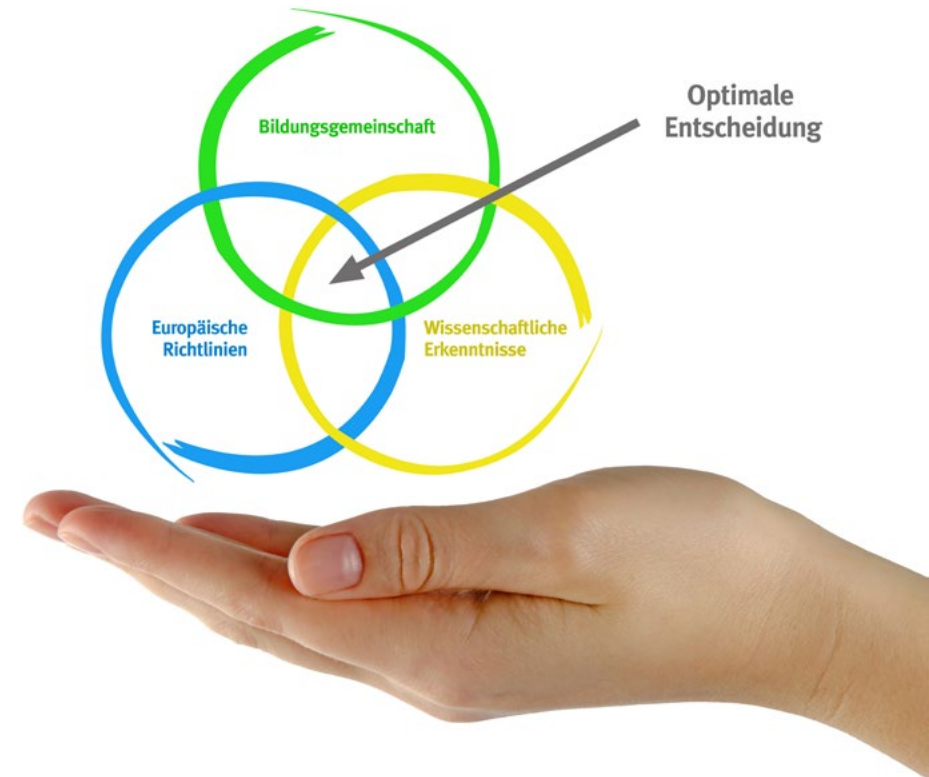 Optimale
Entscheidung
Bildungsgemeinschaft
Europäische
Richtlinien
Wissenschaftliche
Erkenntnisse